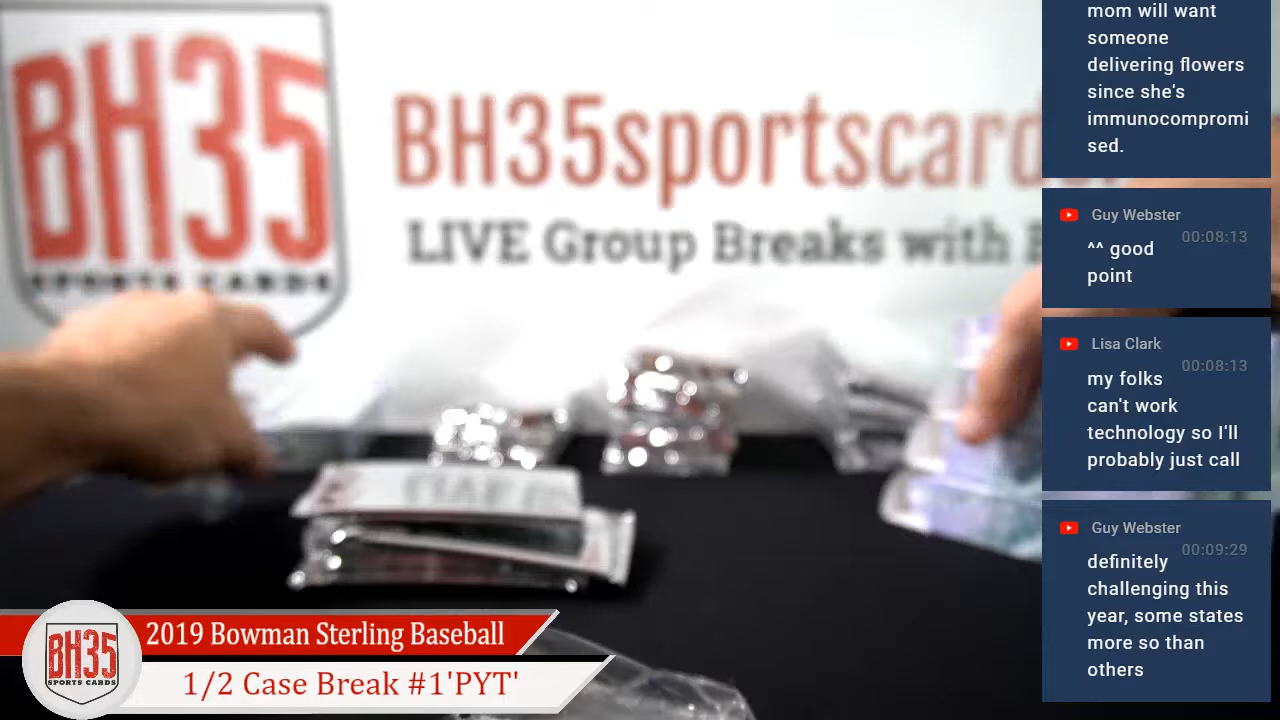 BH35
SPORTS CARDS
BH35sportscards
LIVE Group Breaks with
mom will want
someone
delivering flowers
since she's
immunocompromi
sed.
Guy Webster
00:08:13
^^ good
point
Lisa Clark
00:08:13
my folks
can't work
technology so I'll
probably just call
Guy Webster
00:09:29
definitely
challenging this
year, some states
more so than
others
BH35
SPORTS CARDS
2019 Bowman Sterling Baseball
1/2 Case Break #1'PYT'